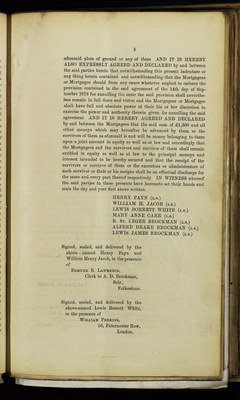 3
aforesaid plots of ground or any of them AND IT IS HEREBY
ALSO EXPRESSLY AGREED AND DECLARED by and between
the said parties hereto that notwithstanding this present indenture or
any thing herein contained and notwithstanding that the Mortgagees
or Mortgagee should from any cause whatever neglect to enforce the
provision contained in the said agreement of the 14th day of Sep-
tember 1878 for annulling the same the said provision shall neverthe-
less remain in full force and virtue and the Mortgagees or Mortgagee
shall have full and absolute power at their his or her discretion to
exercise the power and authority therein given for annulling the said
agreement AND IT IS HEREBY AGREED AND DECLARED
by and between the said Mortgagees that the said sum of £1,500 and all
other moneys which may hereafter be advanced by them or the
survivors of them as aforesaid is and will be money belonging to them
upon a joint account in equity as well as at law and accordingly that
the Mortgagees and the survivors and survivor of them shall remain
entitled in equity as well as at law to the principal moneys and
interest intended to be hereby secured and that the receipt of the
survivors or survivor of them or the executors or administrators of
such survivor or their or his assigns shall be an effectual discharge for
the same and every part thereof respectively IN WITNESS whereof
the said parties to these presents have hereunto set their hands and
seals the day and year first above written.
HENRY PAYN (L.S.)
WILLIAM H. JACOB (L.S.)
LEWIS BORRETT WHITE (L.S.)
MARY ANNE CARR (L.S.)
R. St. LEGER BROCKMAN (L.S.)
ALFRED DRAKE BROCKMAN (L.S.)
LEWIS JAMES BROCKMAN (L.S.)
Signed, sealed, and delivered by the
above-named Henry Payn and
William Henry Jacob, in the presence
of
R. Lawrence,
Clerk to A. D. Brockman,
Solr.,
Folkestone.
Signed, sealed, and delivered by the
above-named Lewis Borrett White,
in the presence of
William Perkins,
56, Paternoster Row,
London.